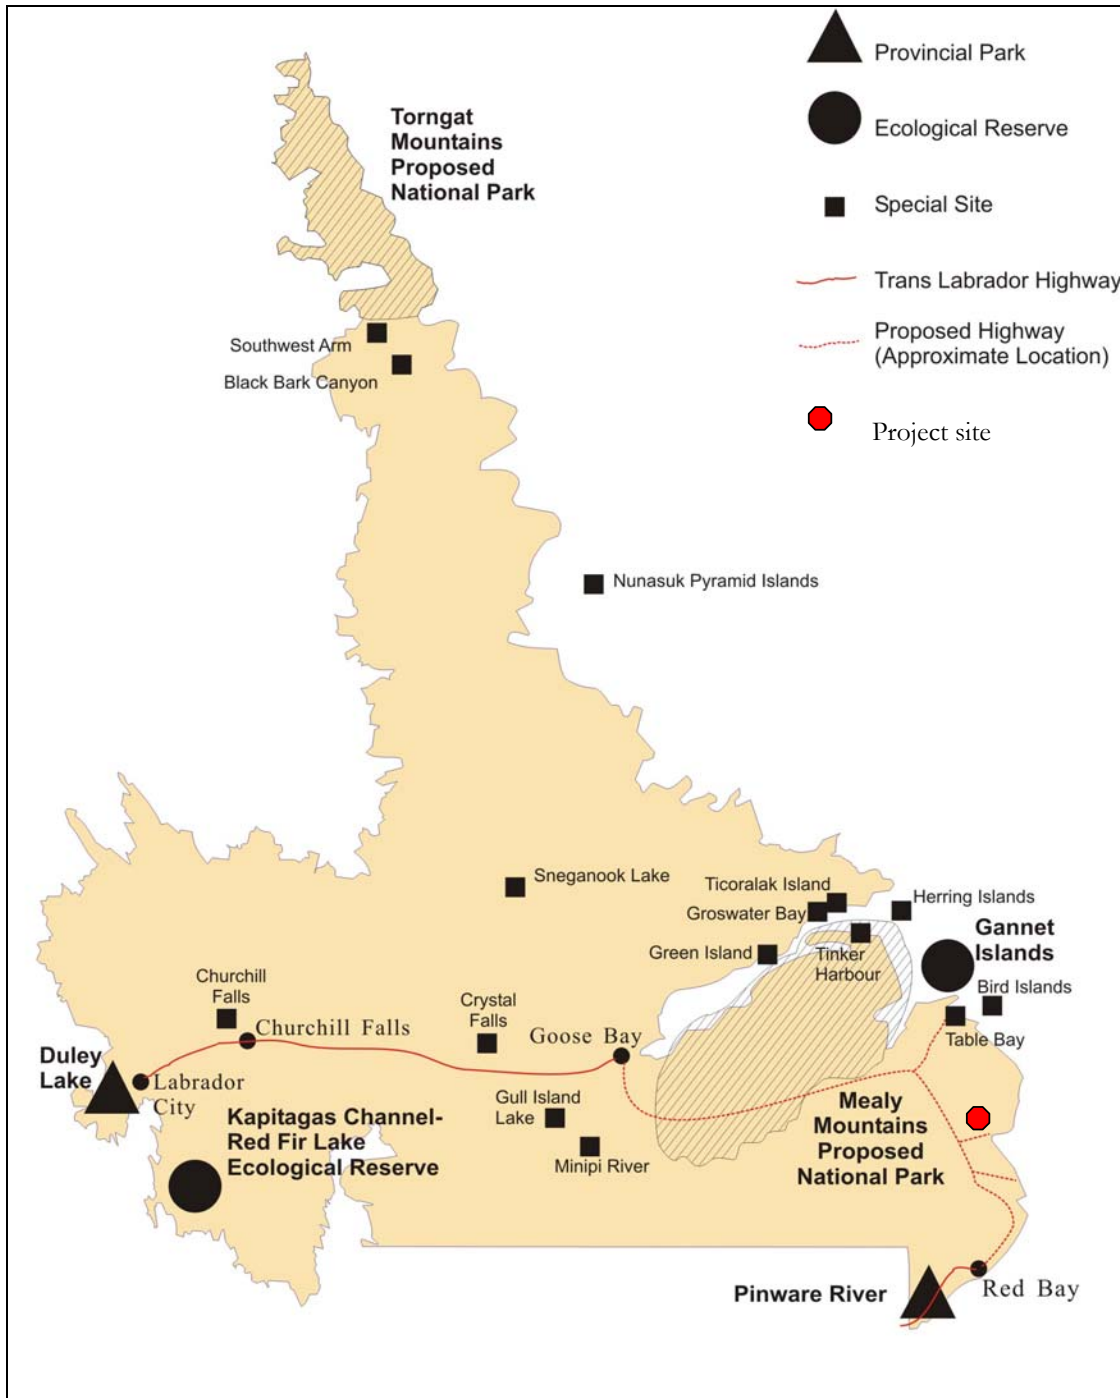 Provincial Park
Ecological Reserve
Special Site
Trans Labrador Highway
Proposed Highway
(Approximate Location)
Project site
Torngat
Mountains
Proposed
National Park
Southwest Arm
Black Bark Canyon
Nunasuk Pyramid Islands
Sneganook Lake
Ticoralak Island
Groswater Bay
Herring Islands
Green Island
Tinker
Harbour
Gannet
Islands
Bird Islands
Table Bay
Churchill
Falls
Churchill Falls
Crystal
Falls
Goose Bay
Duley
Lake
Labrador
City
Gull Island
Lake
Minipi River
Kapitagas Channel-
Red Fir Lake
Ecological Reserve
Mealy
Mountains
Proposed
National Park
Pinware River
Red Bay